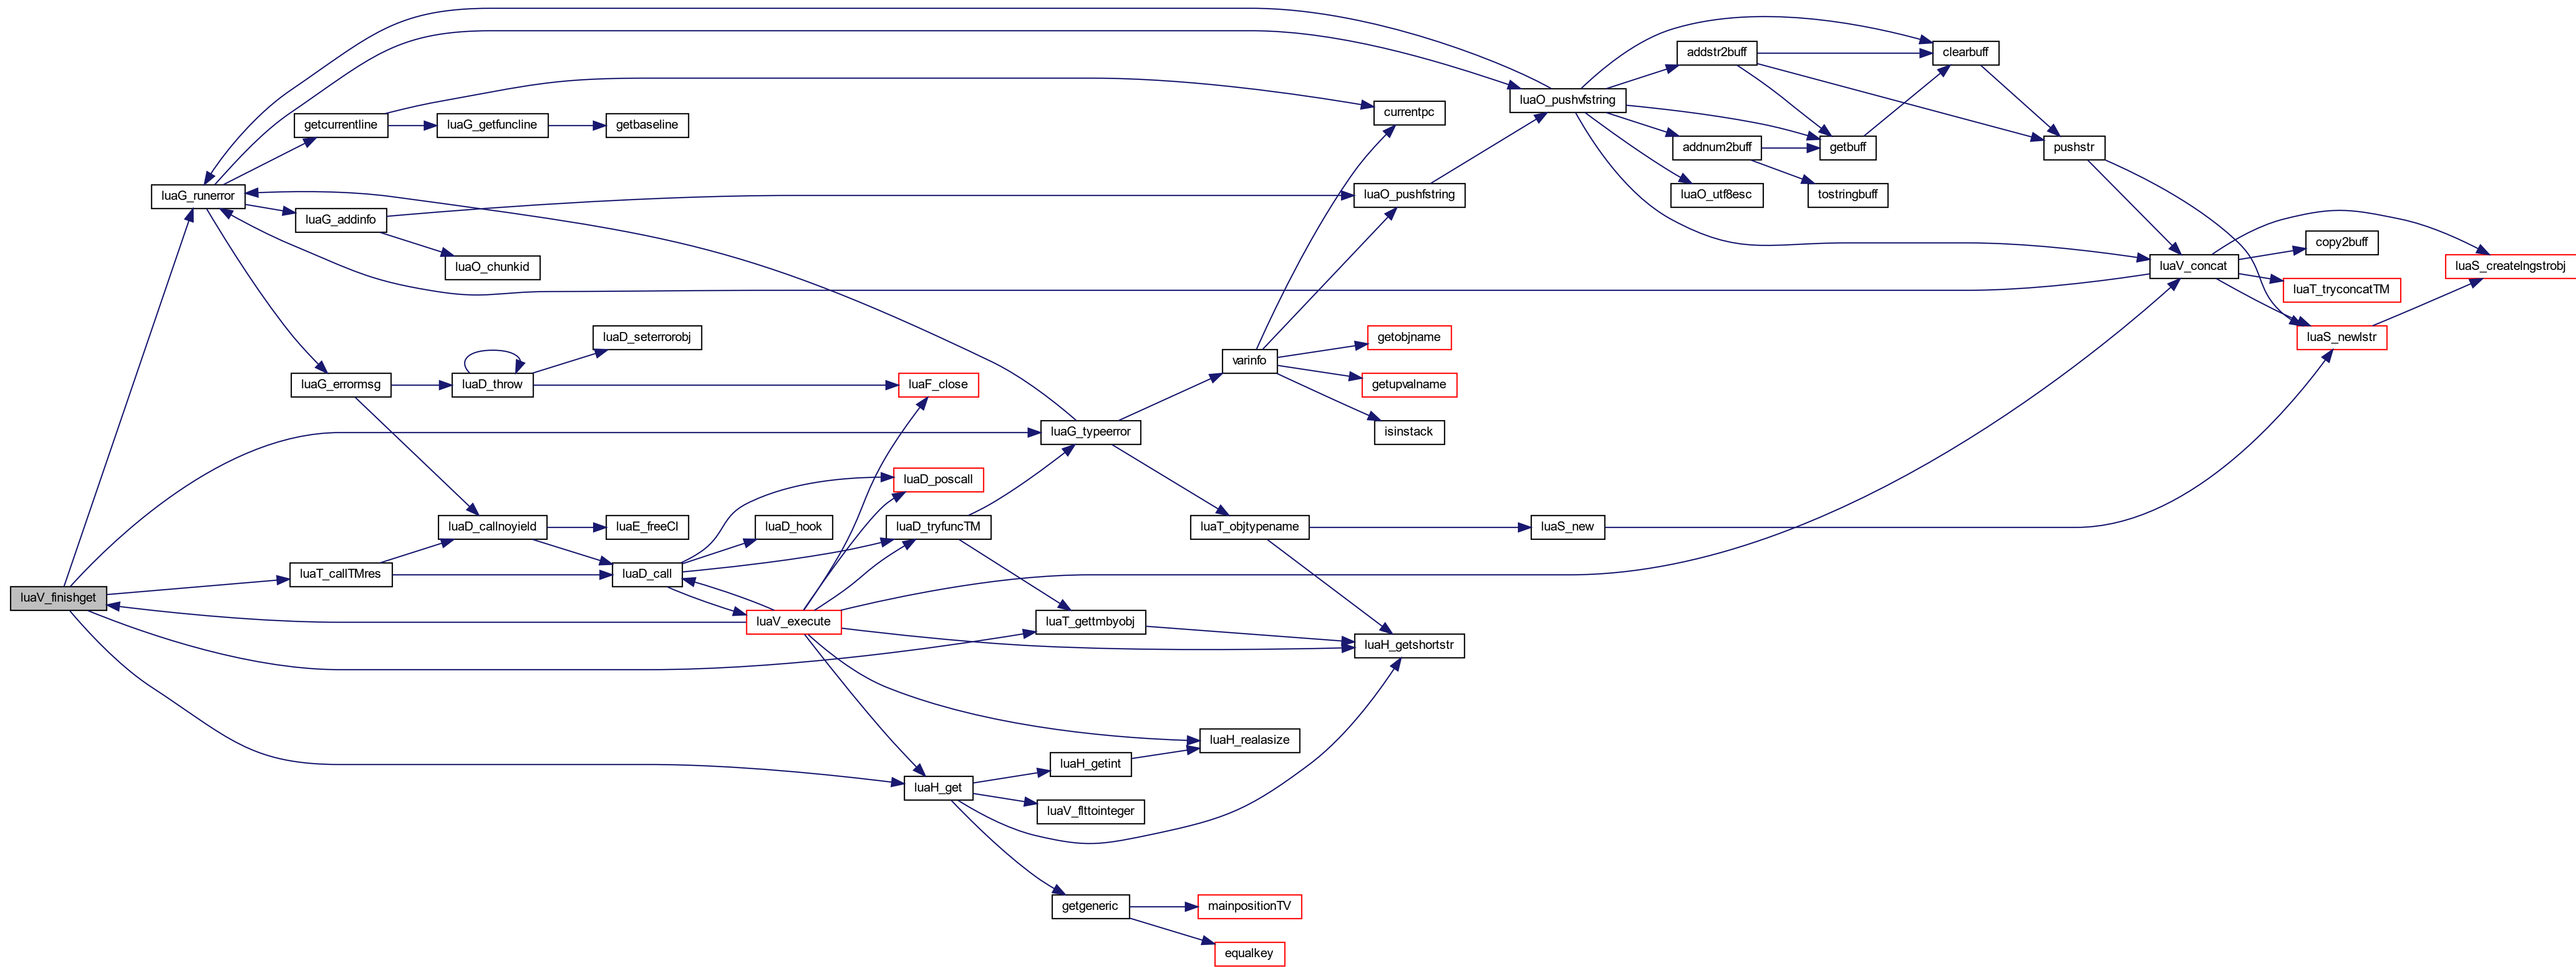 addstr2buff
clearbuff
luaO_pushvfstring
currentpc
getcurrentline
luaG_getfuncline
getbaseline
addnum2buff
getbuff
pushstr
luaG_runerror
luaO_pushfstring
luaO_utf8esc
tostringbuff
luaG_addinfo
copy2buff
luaO_chunkid
luaV_concat
luaS_createlngstrobj
luaT_tryconcatTM
luaD_seterrorobj
getobjname
luaS_newlstr
varinfo
luaG_errormsg
luaD_throw
luaF_close
getupvalname
luaG_typeerror
isinstack
luaD_poscall
luaD_callnoyield
luaE_freeCI
luaD_hook
luaD_tryfuncTM
luaT_objtypename
luaS_new
luaT_callTMres
luaD_call
luaV_finishget
luaV_execute
luaT_gettmbyobj
luaH_getshortstr
luaH_realasize
luaH_getint
luaH_get
luaV_flttointeger
getgeneric
mainpositionTV
equalkey